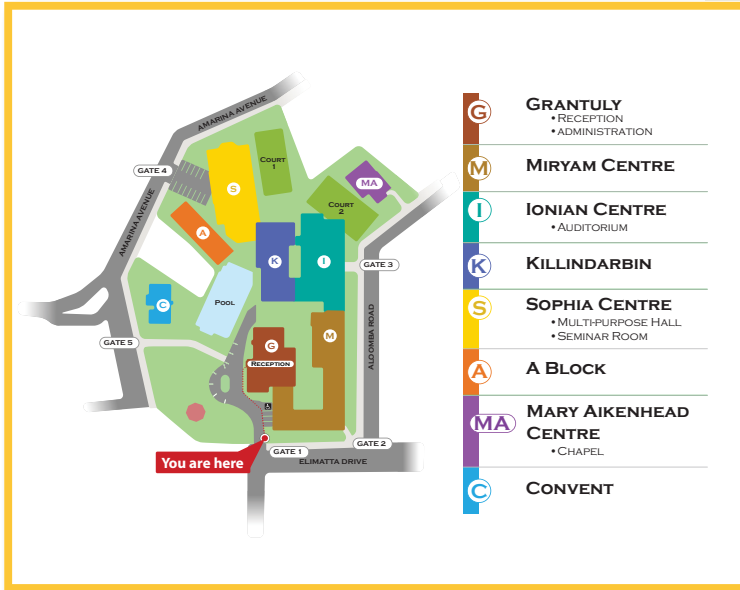 AMARINA AVENUE
GATE 4
COURT
1
S
MA
AMARINA AVENUE
COURT
2
A
K
I
GATE 3
C
POOL
GATE 5
G
RECEPTION
M
ALOOMBA ROAD
GATE 2
GATE 1
You are here
ELIMATTA DRIVE
G
GRANTULY
• RECEPTION
• ADMINISTRATION
M
MIRYAM CENTRE
I
IONIAN CENTRE
• AUDITORIUM
K
KILLINDARBIN
S
SOPHIA CENTRE
• MULTI-PURPOSE HALL
• SEMINAR ROOM
A
A BLOCK
MA
MARY AIKENHEAD
CENTRE
• CHAPEL
C
CONVENT